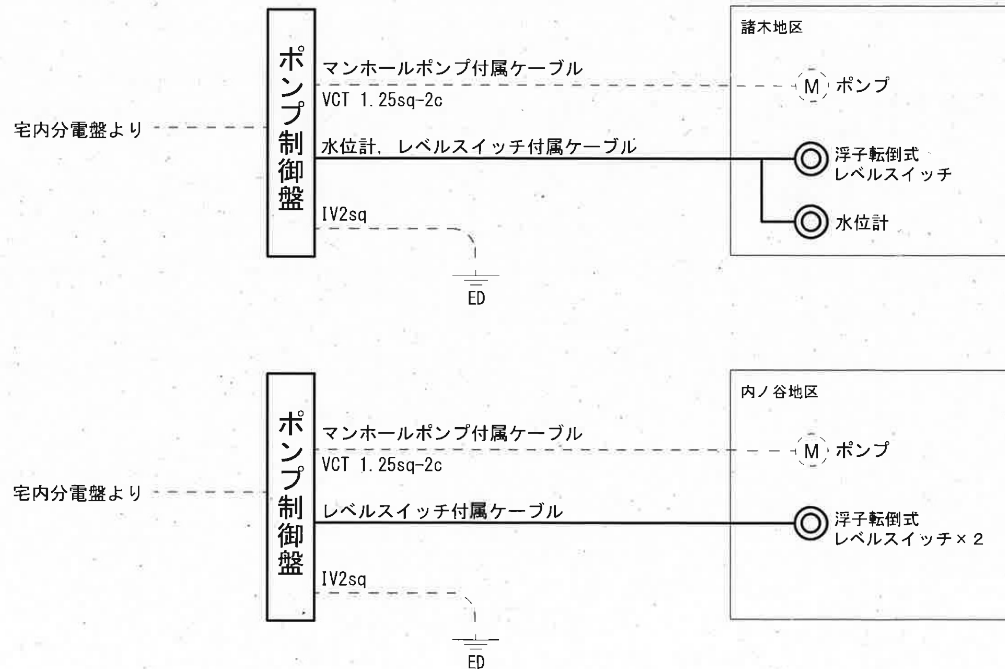 諸木地区
ポンプ制御盤
マンホールポンプ付属ケーブル
M ポンプ
VCT 1.25sq-2c
宅内分電盤より
水位計, レベルスイッチ付属ケーブル
浮子転倒式
レベルスイッチ
IV2sq
水位計
ED
内ノ谷地区
ポンプ制御盤
マンホールポンプ付属ケーブル
M ポンプ
VCT 1.25sq-2c
宅内分電盤より
レベルスイッチ付属ケーブル
浮子転倒式
レベルスイッチ×2
IV2sq
ED